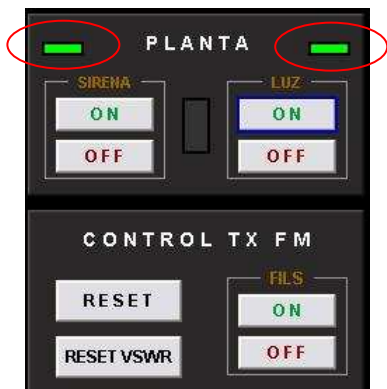 PLANTA
SIRENA LUZ
ON ON
OFF OFF
CONTROL TX FM
FILS
RESET ON
RESET VSWR OFF